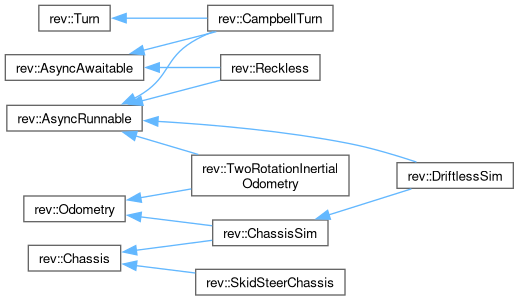 rev::Turn
rev::CampbellTurn
rev::AsyncAwaitable
rev::Reckless
rev::AsyncRunnable
rev::TwoRotationInertial
Odometry
rev::DriftlessSim
rev::Odometry
rev::ChassisSim
rev::Chassis
rev::SkidSteerChassis